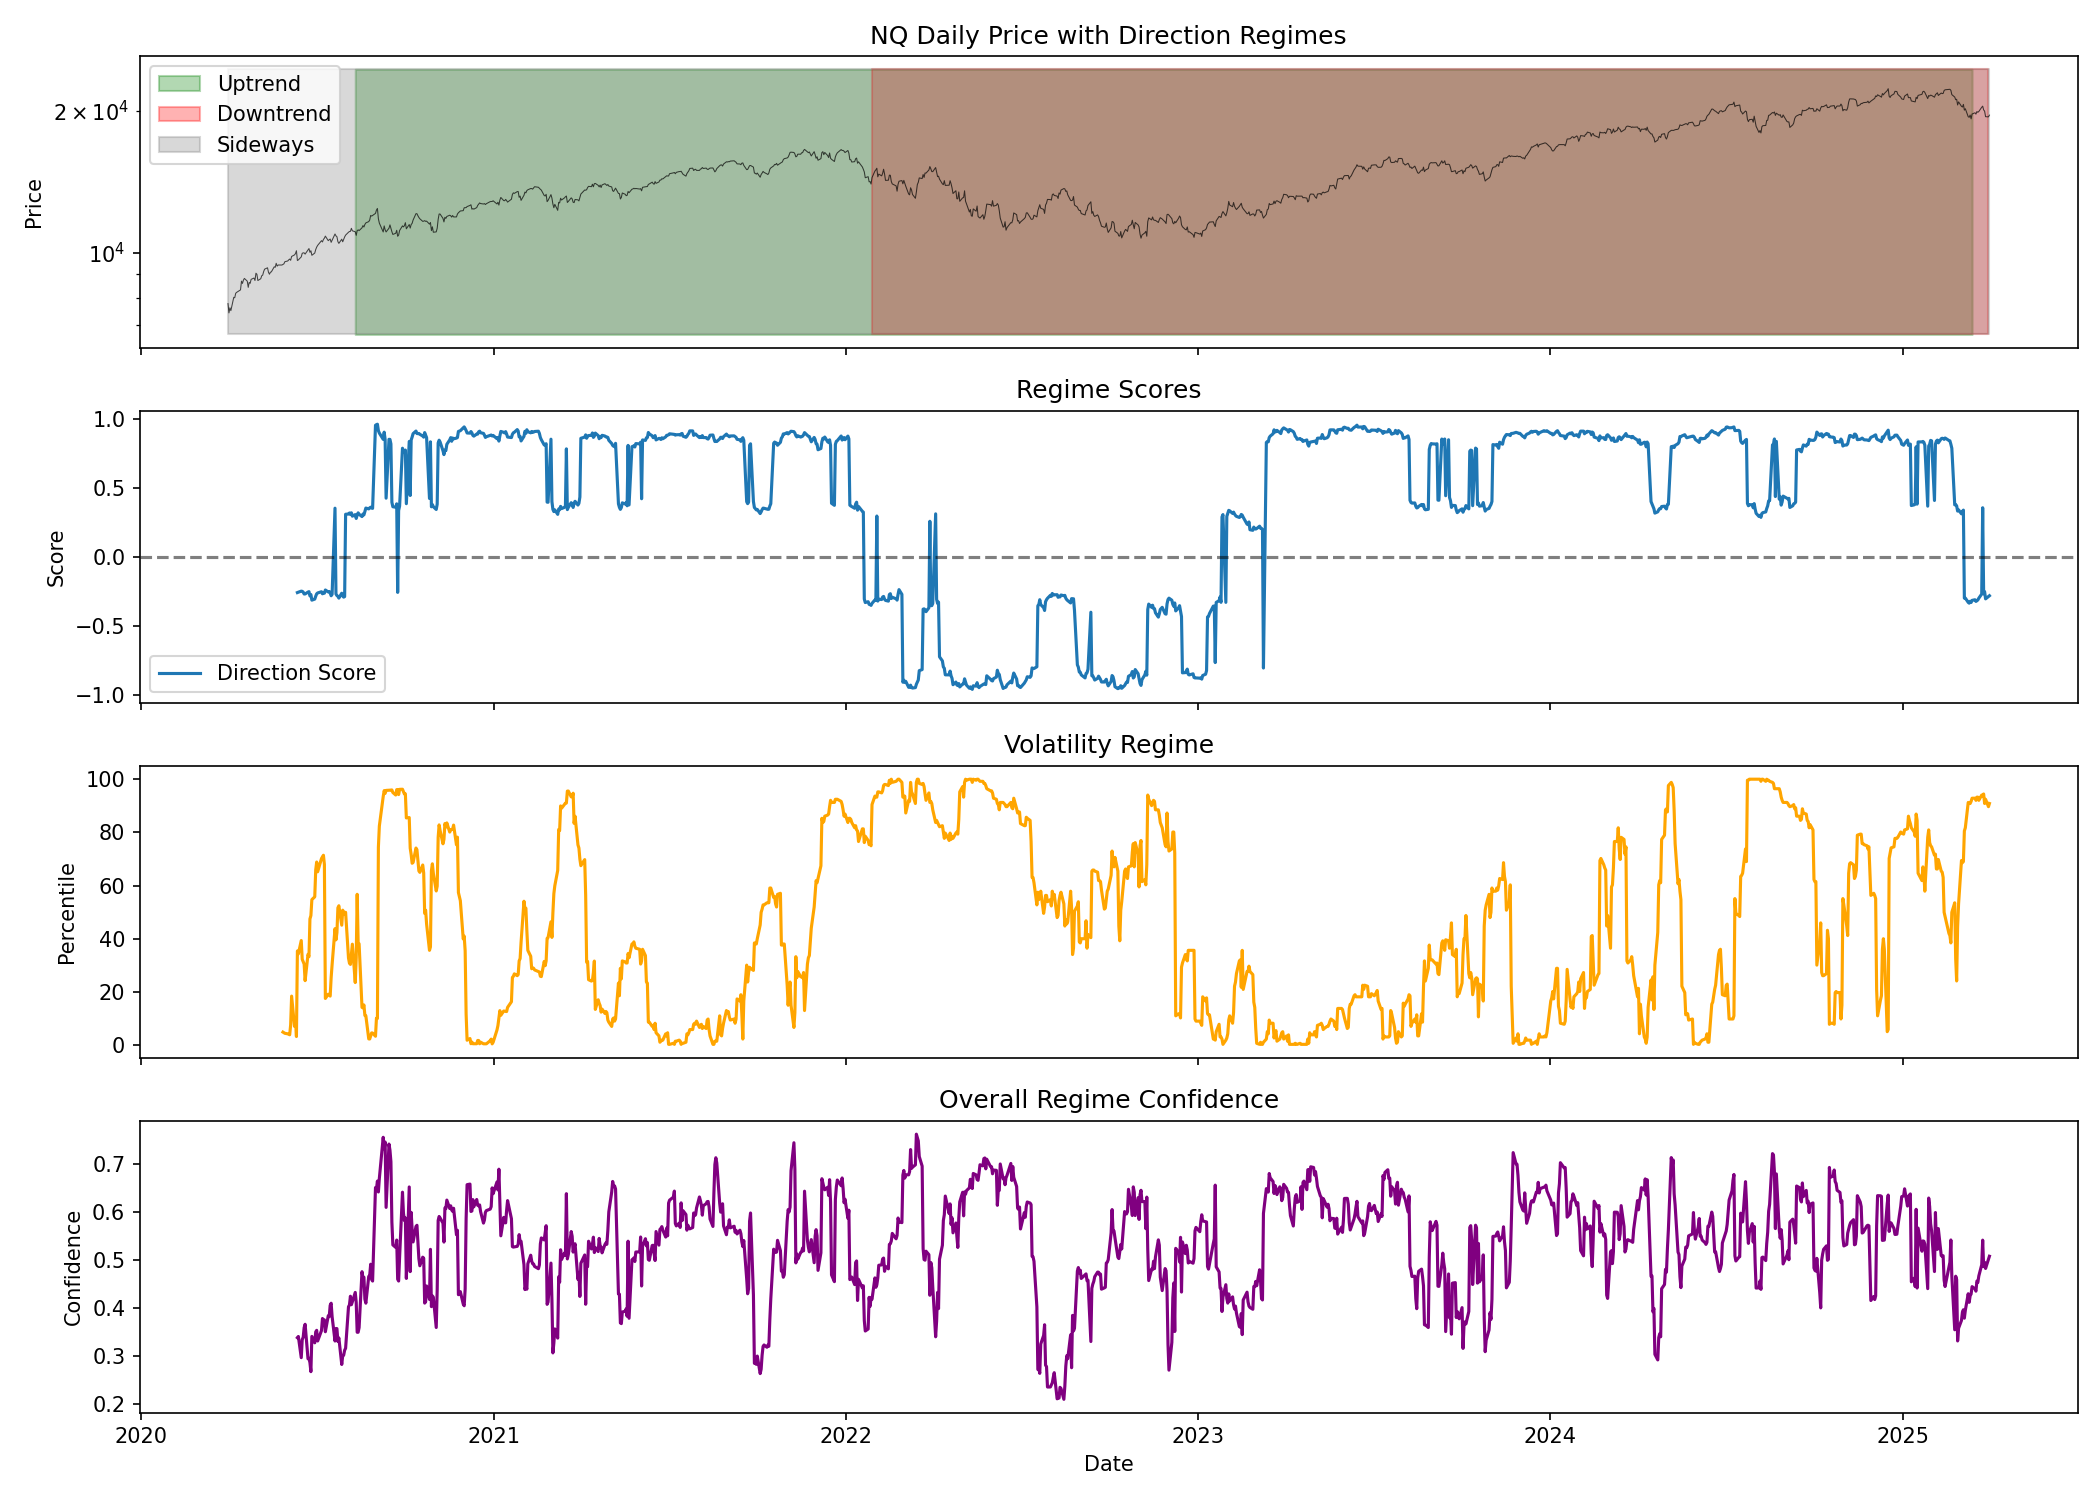 NQ Daily Price with Direction Regimes
Price
2 × 10⁴
10⁴
Uptrend
Downtrend
Sideways
Regime Scores
Score
1.0
0.5
0.0
−0.5
−1.0
Direction Score
Volatility Regime
Percentile
100
80
60
40
20
0
Overall Regime Confidence
Confidence
0.7
0.6
0.5
0.4
0.3
0.2
2020 2021 2022 2023 2024 2025
Date